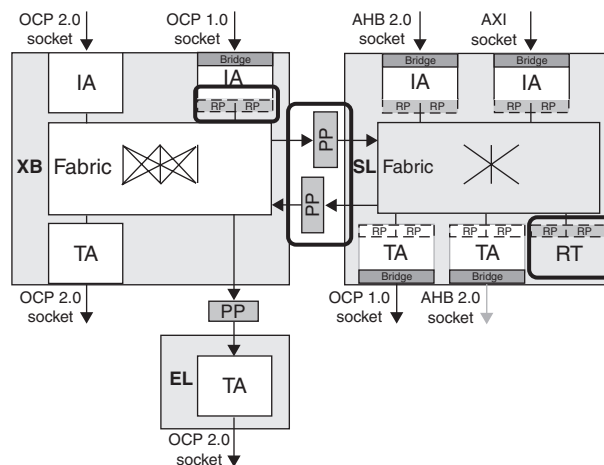 OCP 2.0
socket
OCP 1.0
socket
AHB 2.0
socket
AXI
socket
Bridge
IA
IA
RP RP
Bridge
IA
RP RP
Bridge
IA
RP RP
XB
Fabric
PP
PP
SL
Fabric
TA
RP RP
TA
Bridge
RP RP
TA
Bridge
RP RP
RT
OCP 2.0
socket
OCP 1.0
socket
AHB 2.0
socket
PP
EL
TA
OCP 2.0
socket